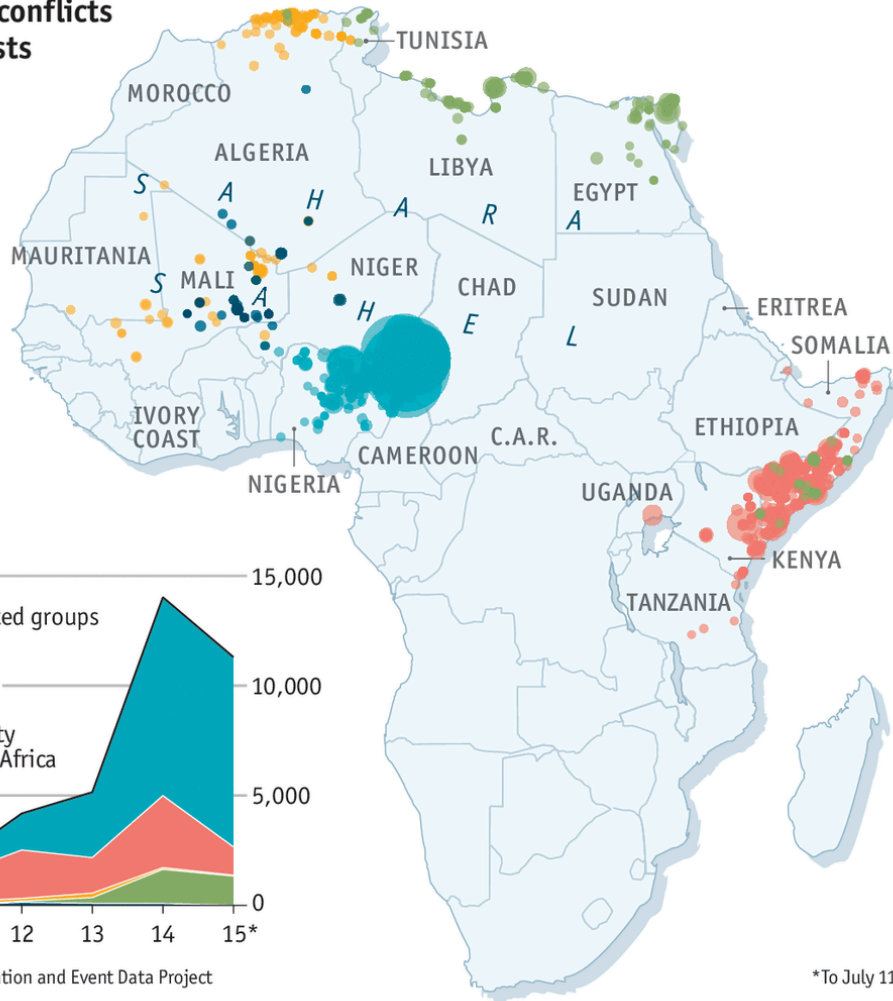 conflicts
sts
TUNISIA
MOROCCO
ALGERIA
LIBYA
EGYPT
S A H A R A
MAURITANIA
MALI
NIGER
CHAD
SUDAN
ERITREA
S A H E L
SOMALIA
IVORY
COAST
NIGERIA
CAMEROON
C.A.R.
ETHIOPIA
UGANDA
KENYA
TANZANIA
15,000
ted groups
10,000
ty
Africa
5,000
0
12 13 14 15*
tion and Event Data Project
*To July 11